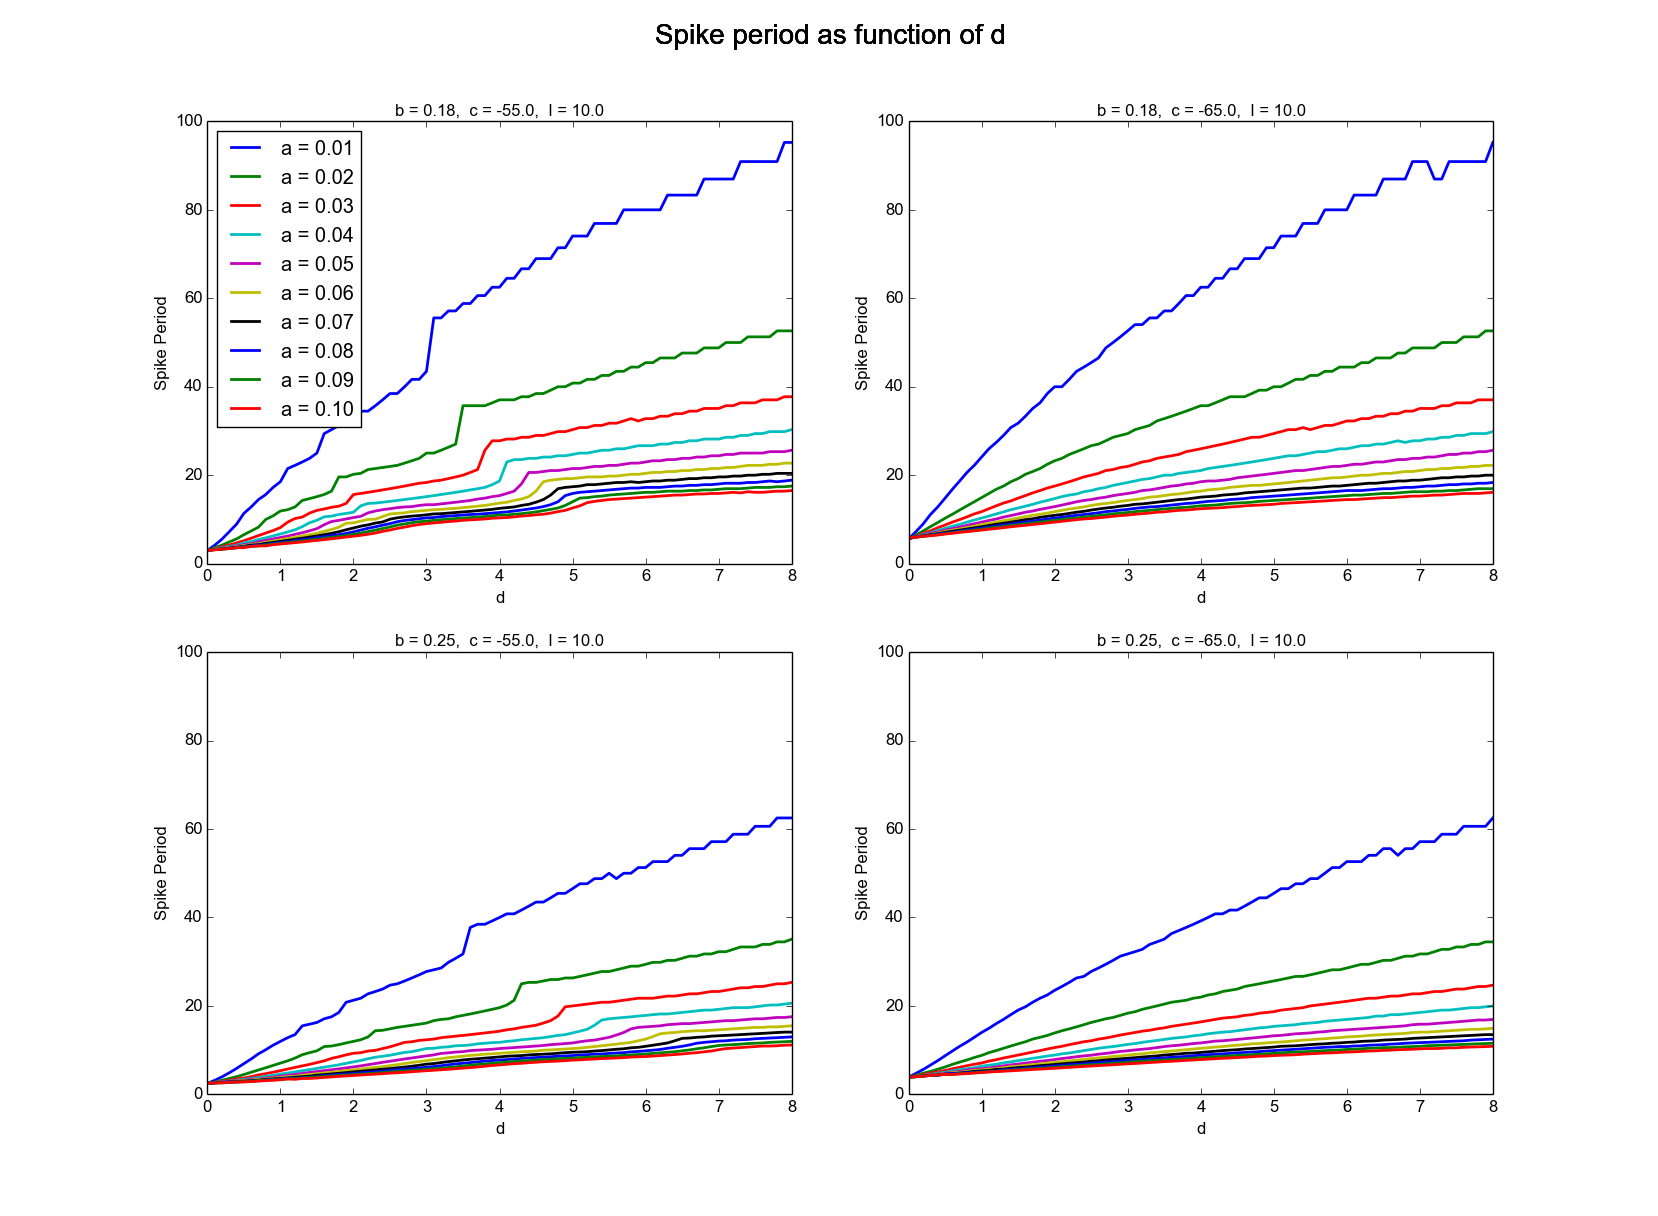 Spike period as function of d
b = 0.18, c = -55.0, I = 10.0
100
80
60
40
20
0
Spike Period
a = 0.01
a = 0.02
a = 0.03
a = 0.04
a = 0.05
a = 0.06
a = 0.07
a = 0.08
a = 0.09
a = 0.10
0 1 2 3 4 5 6 7 8
d
b = 0.18, c = -65.0, I = 10.0
100
80
60
40
20
0
Spike Period
0 1 2 3 4 5 6 7 8
d
b = 0.25, c = -55.0, I = 10.0
100
80
60
40
20
0
Spike Period
0 1 2 3 4 5 6 7 8
d
b = 0.25, c = -65.0, I = 10.0
100
80
60
40
20
0
Spike Period
0 1 2 3 4 5 6 7 8
d